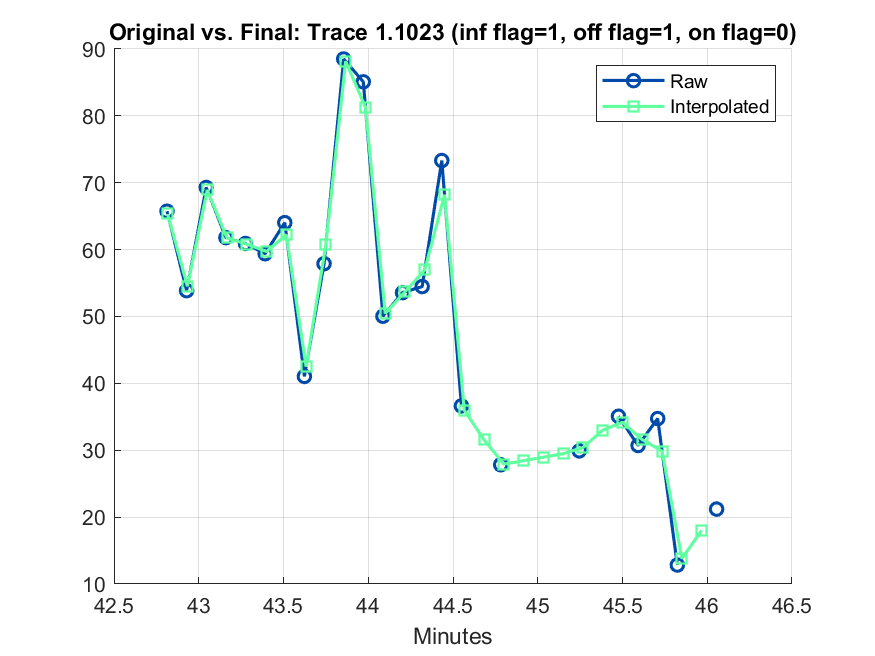 Original vs. Final: Trace 1.1023 (inf flag=1, off flag=1, on flag=0)
90
80
70
60
50
40
30
20
10
Raw
Interpolated
42.5 43 43.5 44 44.5 45 45.5 46 46.5
Minutes